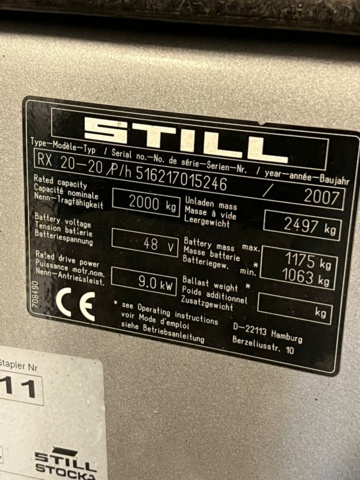 STILL
Type-Modèle-Typ / Serial no.-No. de série-Serien-Nr. / year-année-Baujahr
RX 20-20 /P/h 516217015246 / 2007
Rated capacity
Capacité nominale
Nenn-Tragfähigkeit
2000 kg
Unladen mass
Masse à vide
Leergewicht
2497 kg
Battery voltage
Tension batterie
Batteriespannung
48 V
Battery mass max.
Masse batterie *
Batteriegew. min.
1175 kg
1063 kg
Rated drive power
Puissance motr.nom.
Nenn-Antriebsleist.
9.0 kW
Ballast weight *
Poids additionnel
Zusatzgewicht
kg
709490
CE
* see Operating instructions
voir Mode d'emploi
siehe Betriebsanleitung
D-22113 Hamburg
Berzeliusstr. 10
Stapler Nr
11
STILL